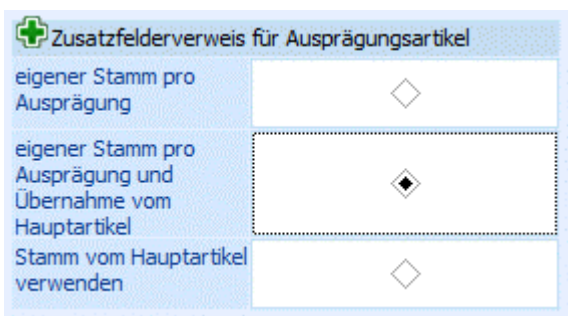 Zusatzfelderverweis für Ausprägungsartikel
eigener Stamm pro
Ausprägung
eigener Stamm pro
Ausprägung und
Übernahme vom
Hauptartikel
Stamm vom Hauptartikel
verwenden